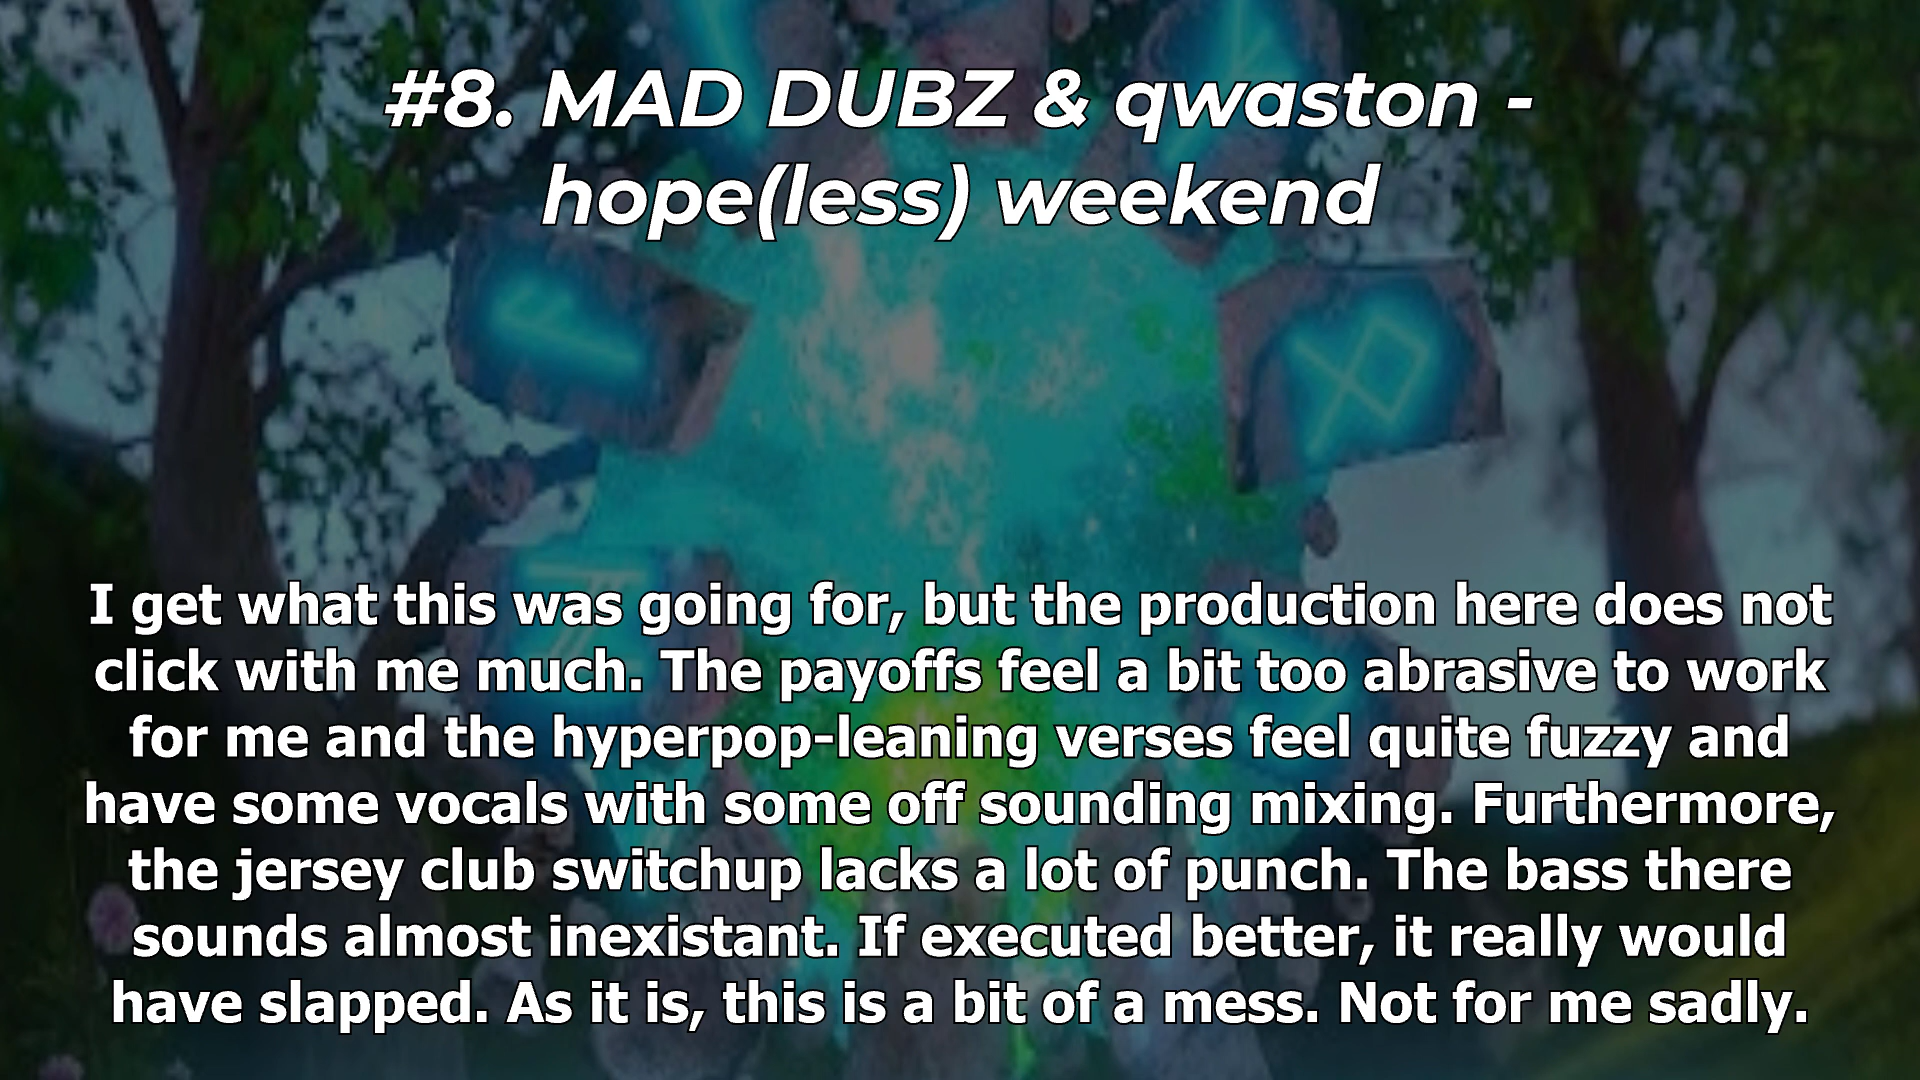 #8. MAD DUBZ & qwaston -
hope(less) weekend
I get what this was going for, but the production here does not
click with me much. The payoffs feel a bit too abrasive to work
for me and the hyperpop-leaning verses feel quite fuzzy and
have some vocals with some off sounding mixing. Furthermore,
the jersey club switchup lacks a lot of punch. The bass there
sounds almost inexistant. If executed better, it really would
have slapped. As it is, this is a bit of a mess. Not for me sadly.